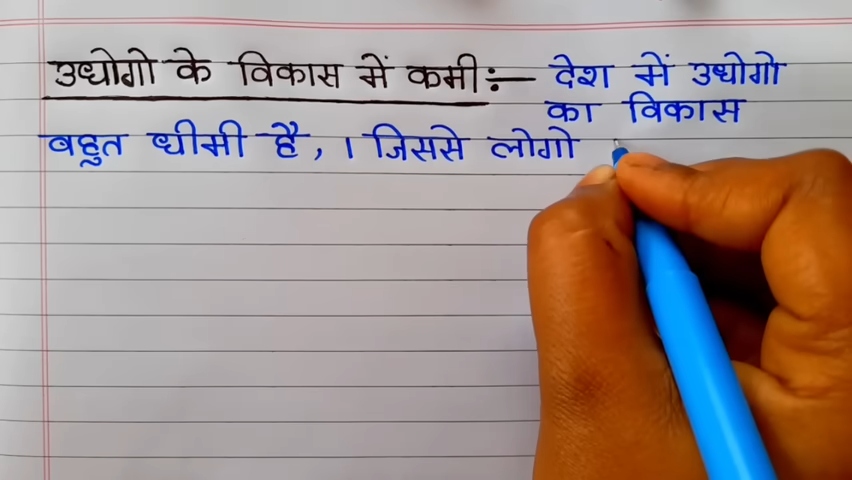 उधोगो के विकास में कमी:— देश में उधोगो
का विकास
बहुत धीमी है, । जिससे लोगो